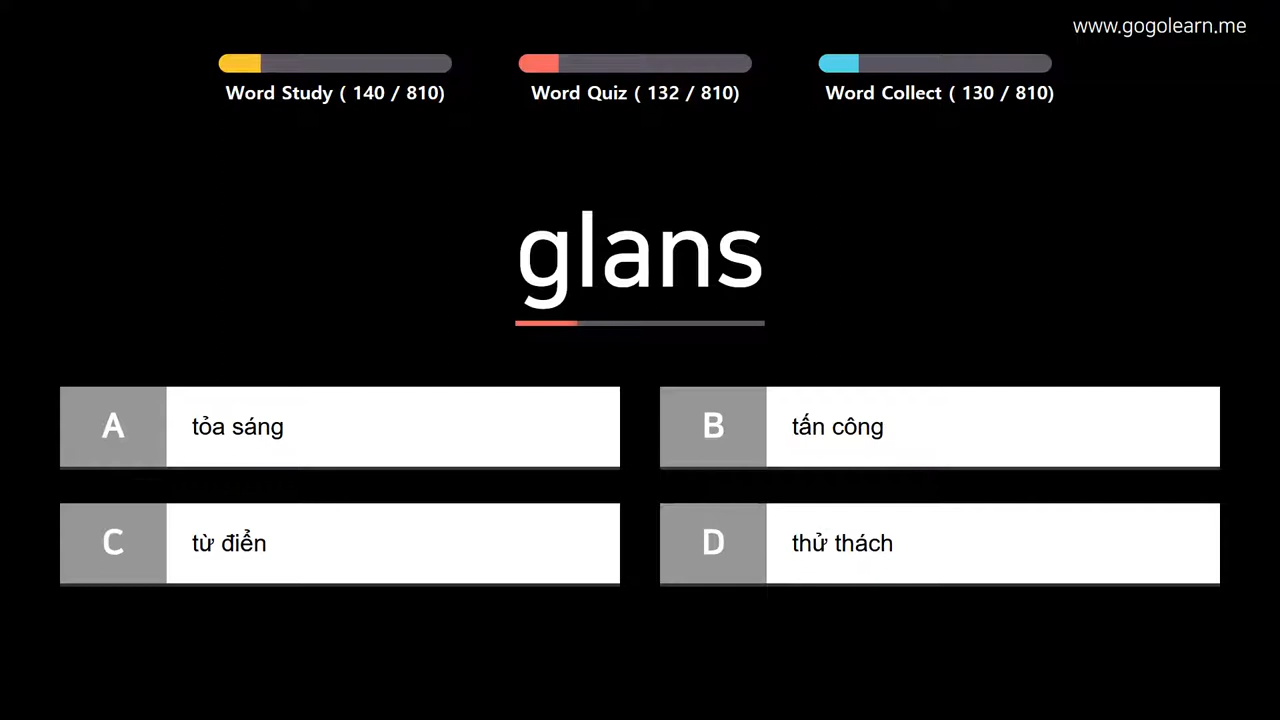 www.gogolearn.me
Word Study ( 140 / 810)
Word Quiz ( 132 / 810)
Word Collect ( 130 / 810)
glans
A tỏa sáng
B tấn công
C từ điển
D thử thách